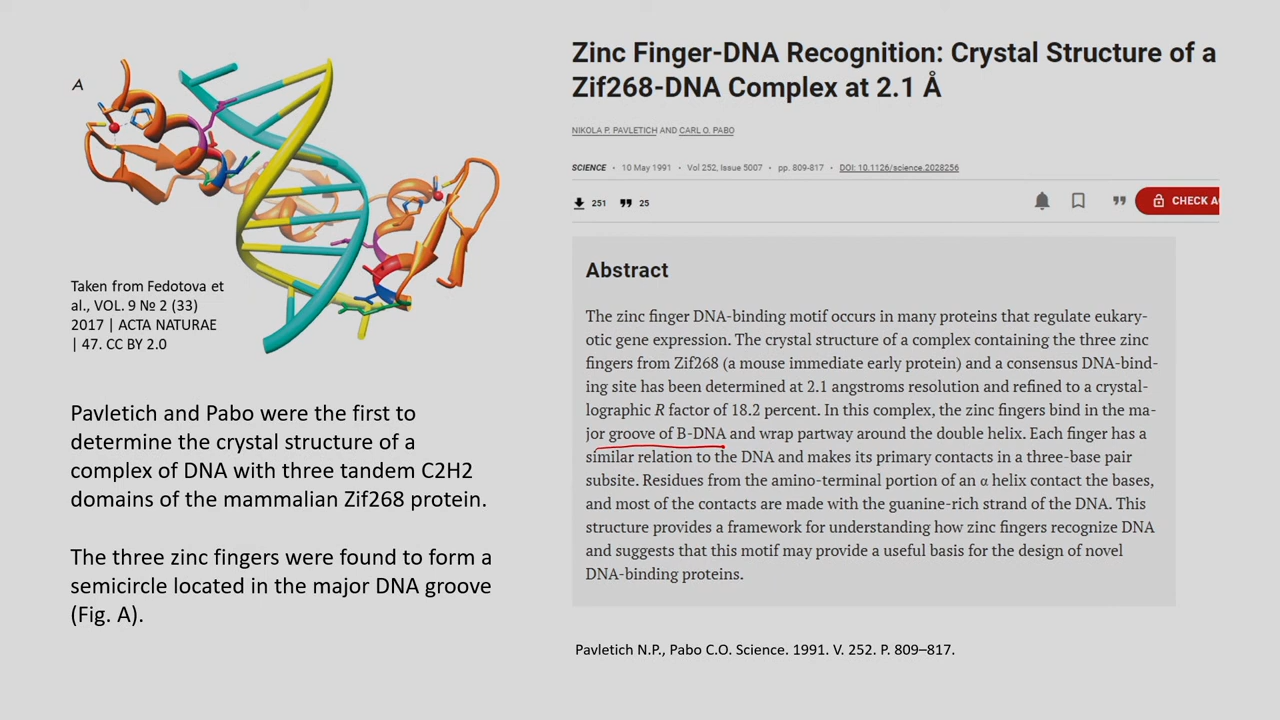 A
Taken from Fedotova et
al., VOL. 9 № 2 (33)
2017 | ACTA NATURAE
| 47. CC BY 2.0
Pavletich and Pabo were the first to
determine the crystal structure of a
complex of DNA with three tandem C2H2
domains of the mammalian Zif268 protein.
The three zinc fingers were found to form a
semicircle located in the major DNA groove
(Fig. A).
Zinc Finger-DNA Recognition: Crystal Structure of a
Zif268-DNA Complex at 2.1 Å
NIKOLA P. PAVLETICH AND CARL O. PABO
SCIENCE • 10 May 1991 • Vol 252, Issue 5007 • pp. 809-817 • DOI: 10.1126/science.2028256
251 25
CHECK A
Abstract
The zinc finger DNA-binding motif occurs in many proteins that regulate eukary-
otic gene expression. The crystal structure of a complex containing the three zinc
fingers from Zif268 (a mouse immediate early protein) and a consensus DNA-bind-
ing site has been determined at 2.1 angstroms resolution and refined to a crystal-
lographic R factor of 18.2 percent. In this complex, the zinc fingers bind in the ma-
jor groove of B-DNA and wrap partway around the double helix. Each finger has a
similar relation to the DNA and makes its primary contacts in a three-base pair
subsite. Residues from the amino-terminal portion of an α helix contact the bases,
and most of the contacts are made with the guanine-rich strand of the DNA. This
structure provides a framework for understanding how zinc fingers recognize DNA
and suggests that this motif may provide a useful basis for the design of novel
DNA-binding proteins.
Pavletich N.P., Pabo C.O. Science. 1991. V. 252. P. 809–817.